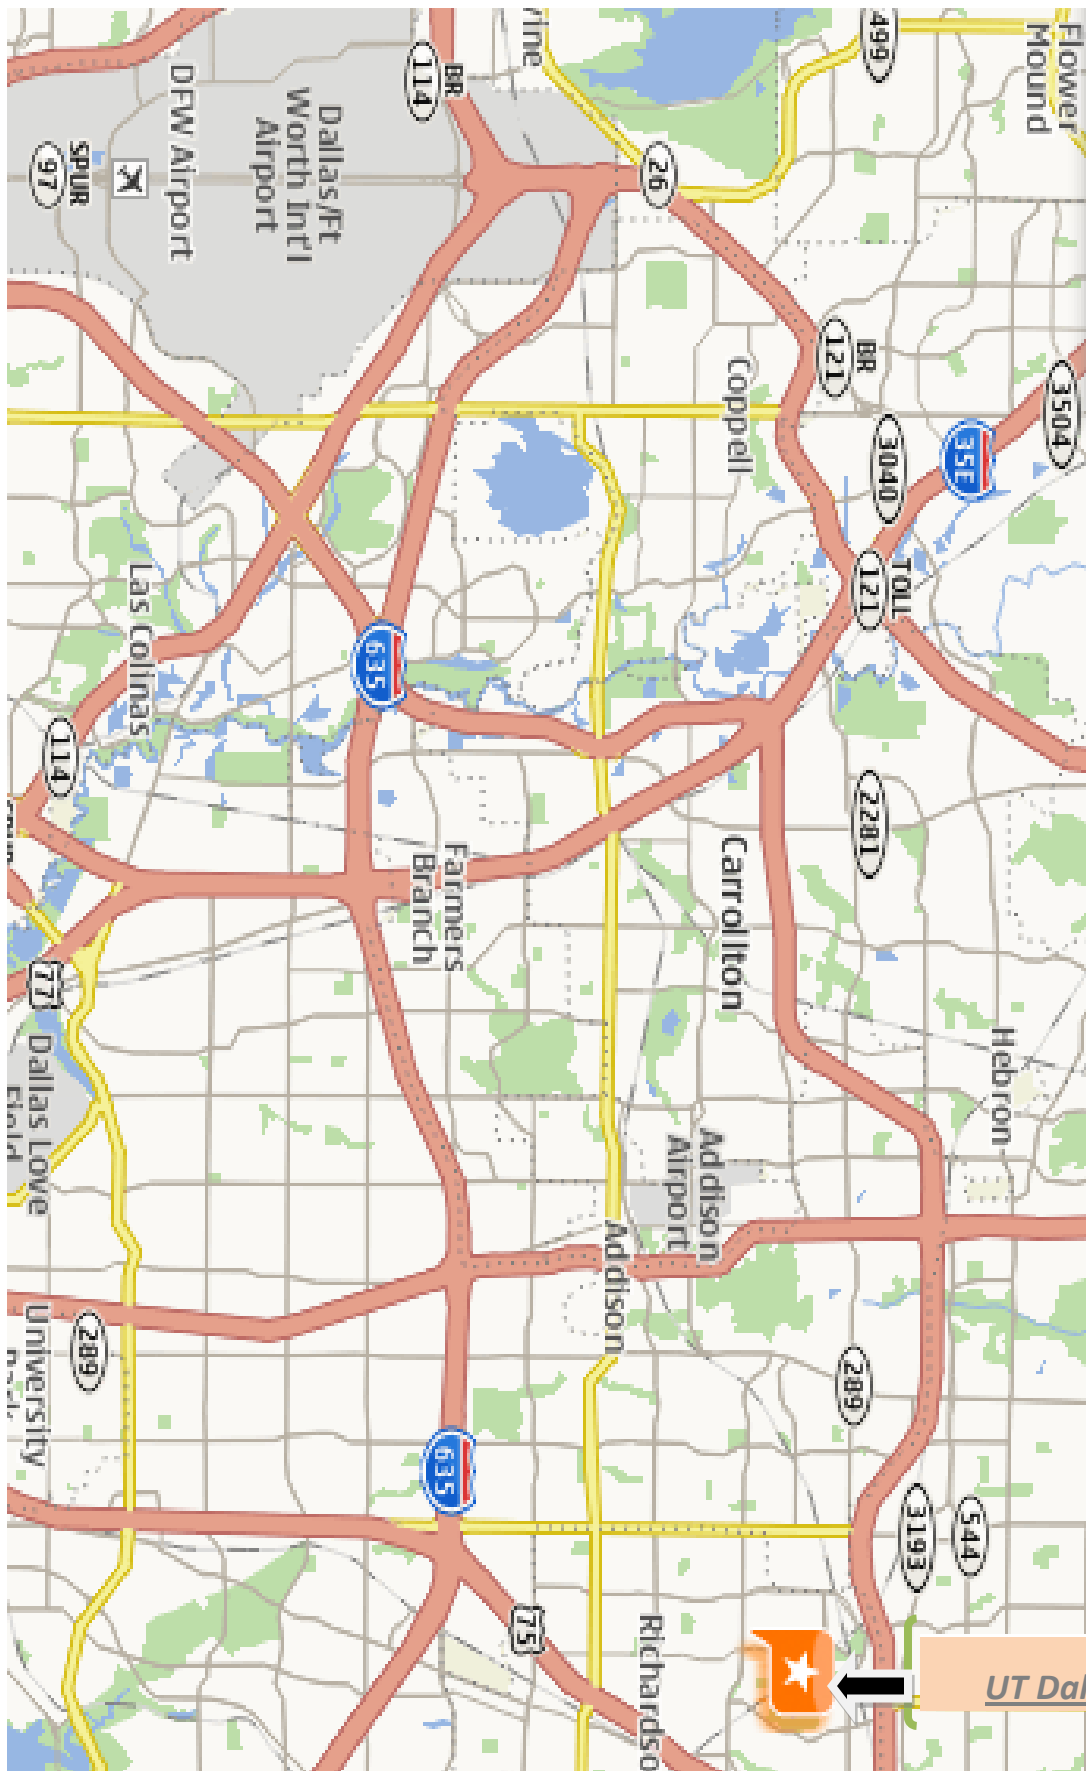 Flower
Mound
3504
UT Dal
Hebron
35E
544
3193
TOLL
121
3040
499
BR
121
2281
289
Coppell
Carrollton
Addison
Airport
26
Richardso
Addison
vine
75
BR
114
Farmers
Branch
635
635
Dallas/Ft
Worth Int'l
Airport
DFW Airport
Las Colinas
289
SPUR
97
114
77
Dallas Love
Field
University